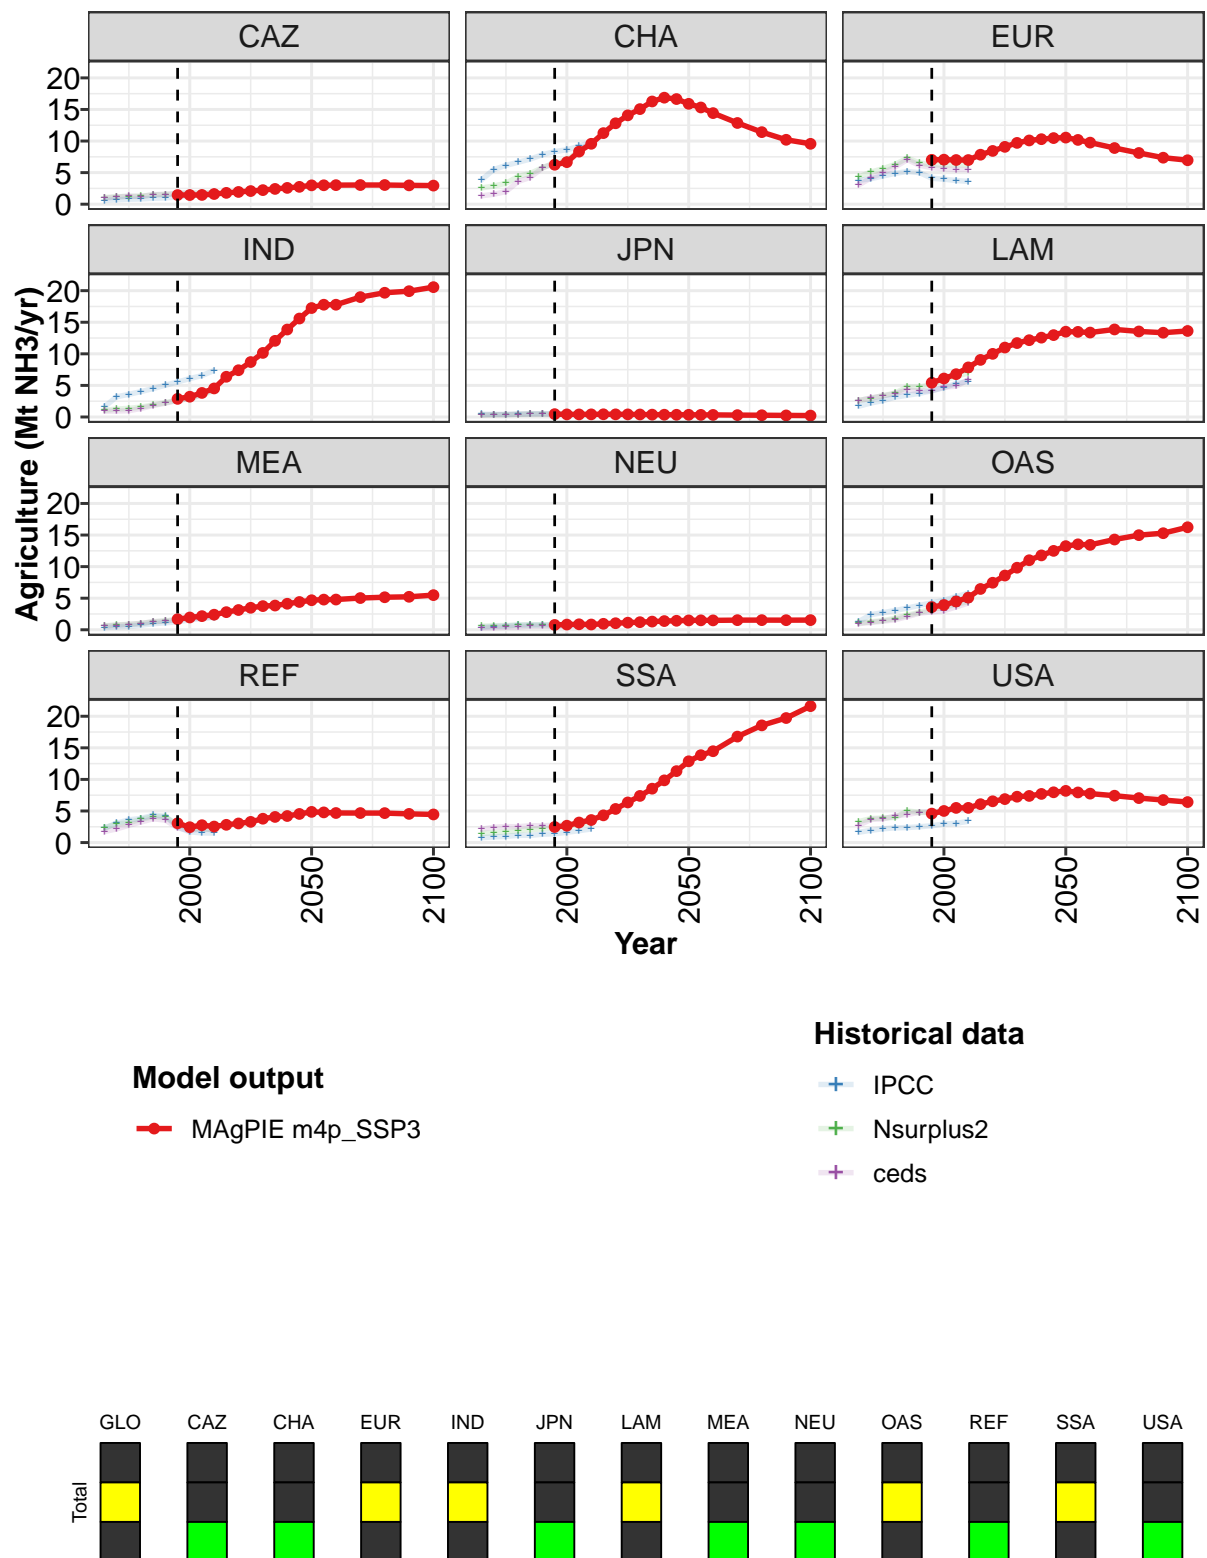 CAZ CHA EUR
20
15
10
5
0
IND JPN LAM
20
15
10
5
0
MEA NEU OAS
20
15
10
5
0
REF SSA USA
20
15
10
5
0
Agriculture (Mt NH3/yr)
2000 2050 2100 2000 2050 2100 2000 2050 2100
Year
Model output
MAgPIE m4p_SSP3
Historical data
IPCC
Nsurplus2
ceds
GLO CAZ CHA EUR IND JPN LAM MEA NEU OAS REF SSA USA
Total